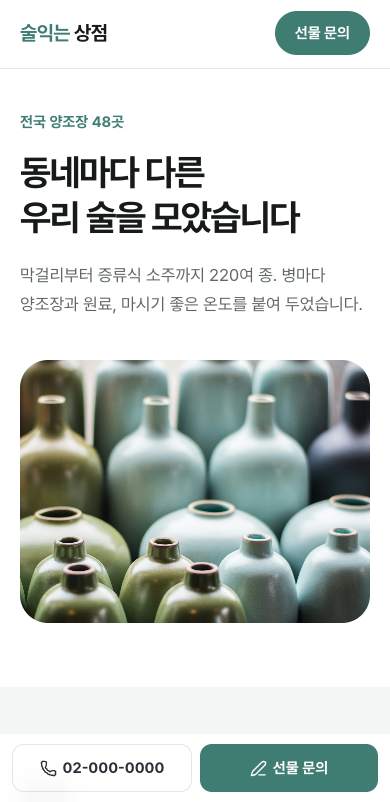 술익는 상점
선물 문의
전국 양조장 48곳
동네마다 다른
우리 술을 모았습니다
막걸리부터 증류식 소주까지 220여 종. 병마다
양조장과 원료, 마시기 좋은 온도를 붙여 두었습니다.
02-000-0000
선물 문의